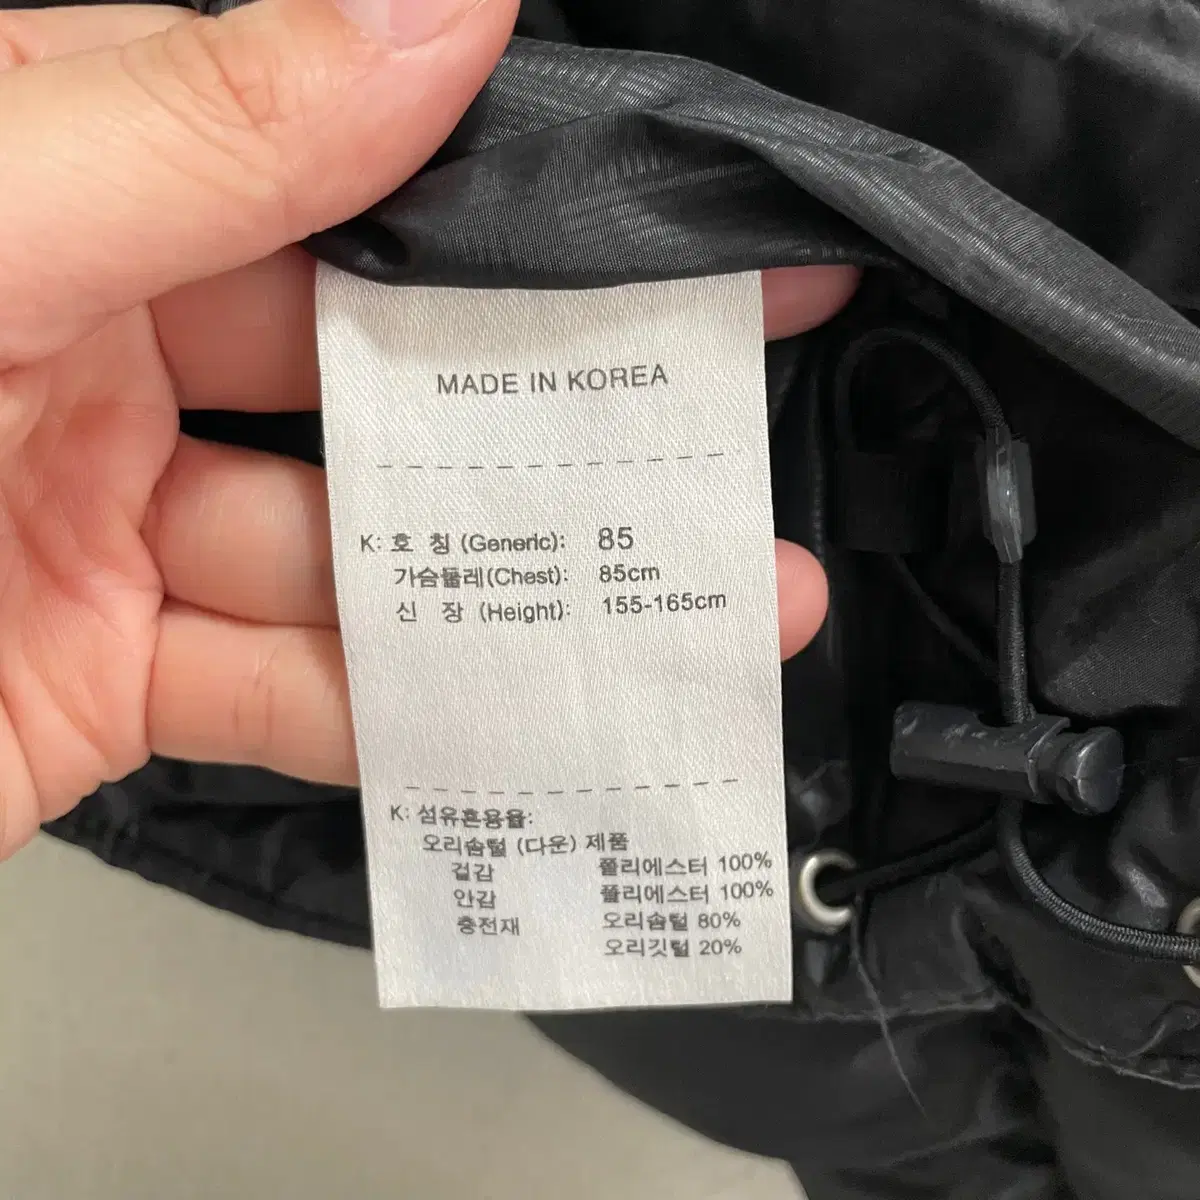 MADE IN KOREA
K: 호 칭 (Generic): 85
가슴둘레(Chest): 85cm
신 장 (Height): 155-165cm
K: 섬유혼용율:
오리솜털 (다운) 제품
겉감 폴리에스터 100%
안감 폴리에스터 100%
충전재 오리솜털 80%
오리깃털 20%